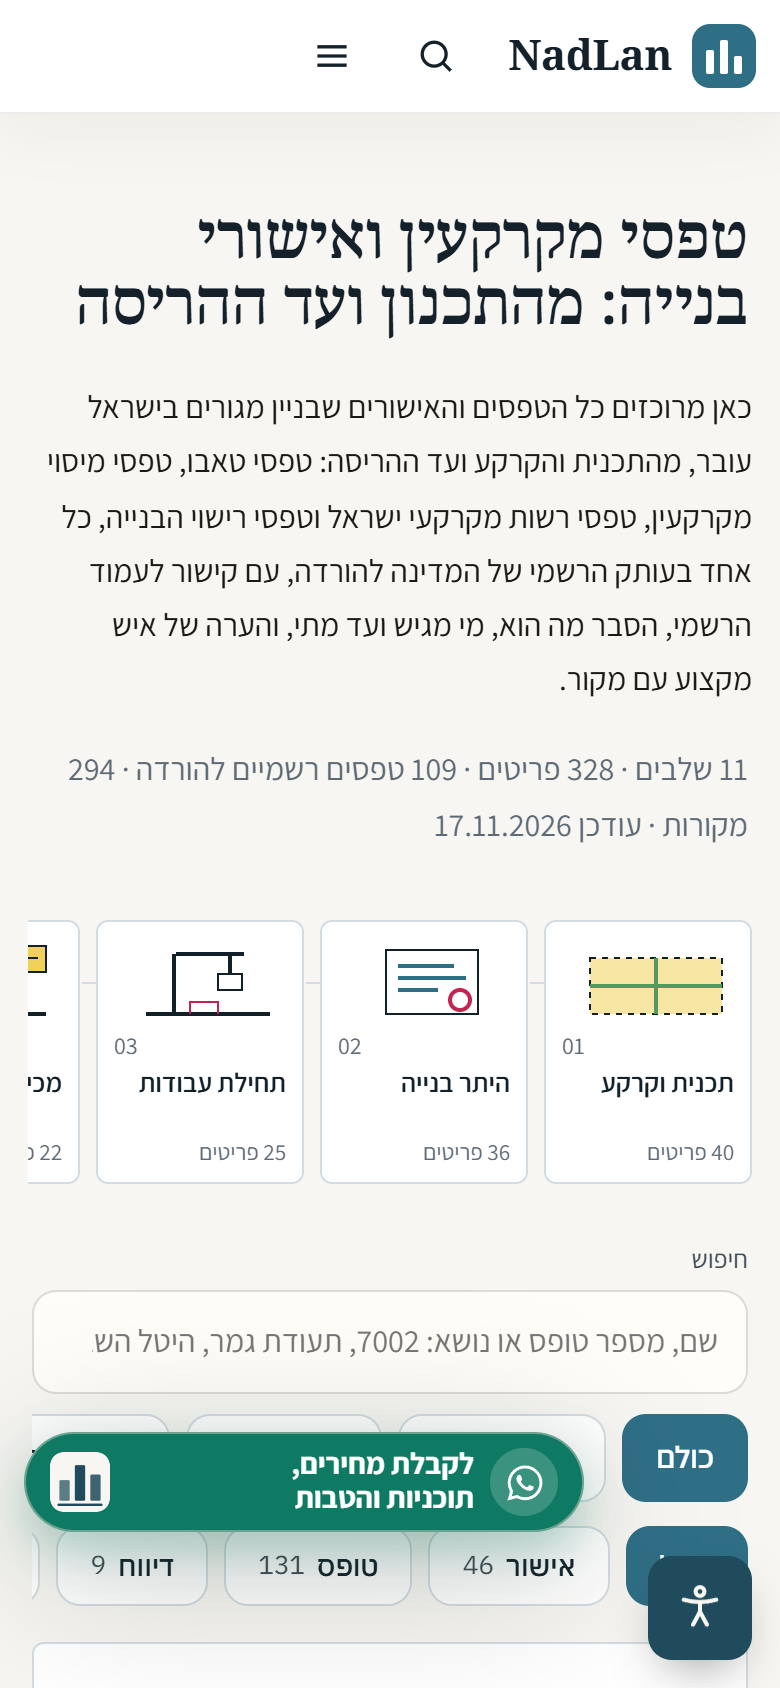 NadLan
טפסי מקרקעין ואישורי
בנייה: מהתכנון ועד ההריסה
כאן מרוכזים כל הטפסים והאישורים שבניין מגורים בישראל
עובר, מהתכנית והקרקע ועד ההריסה: טפסי טאבו, טפסי מיסוי
מקרקעין, טפסי רשות מקרקעי ישראל וטפסי רישוי הבנייה, כל
אחד בעותק הרשמי של המדינה להורדה, עם קישור לעמוד
הרשמי, הסבר מה הוא, מי מגיש ועד מתי, והערה של איש
מקצוע עם מקור.
11 שלבים · 328 פריטים · 109 טפסים רשמיים להורדה · 294
מקורות · עודכן 17.11.2026
01
תכנית וקרקע
40 פריטים
02
היתר בנייה
36 פריטים
03
תחילת עבודות
25 פריטים
22
חיפוש
שם, מספר טופס או נושא: 7002, תעודת גמר, היטל
כולם
לקבלת מחירים,
תוכניות והטבות
אישור 46
טופס 131
דיווח 9